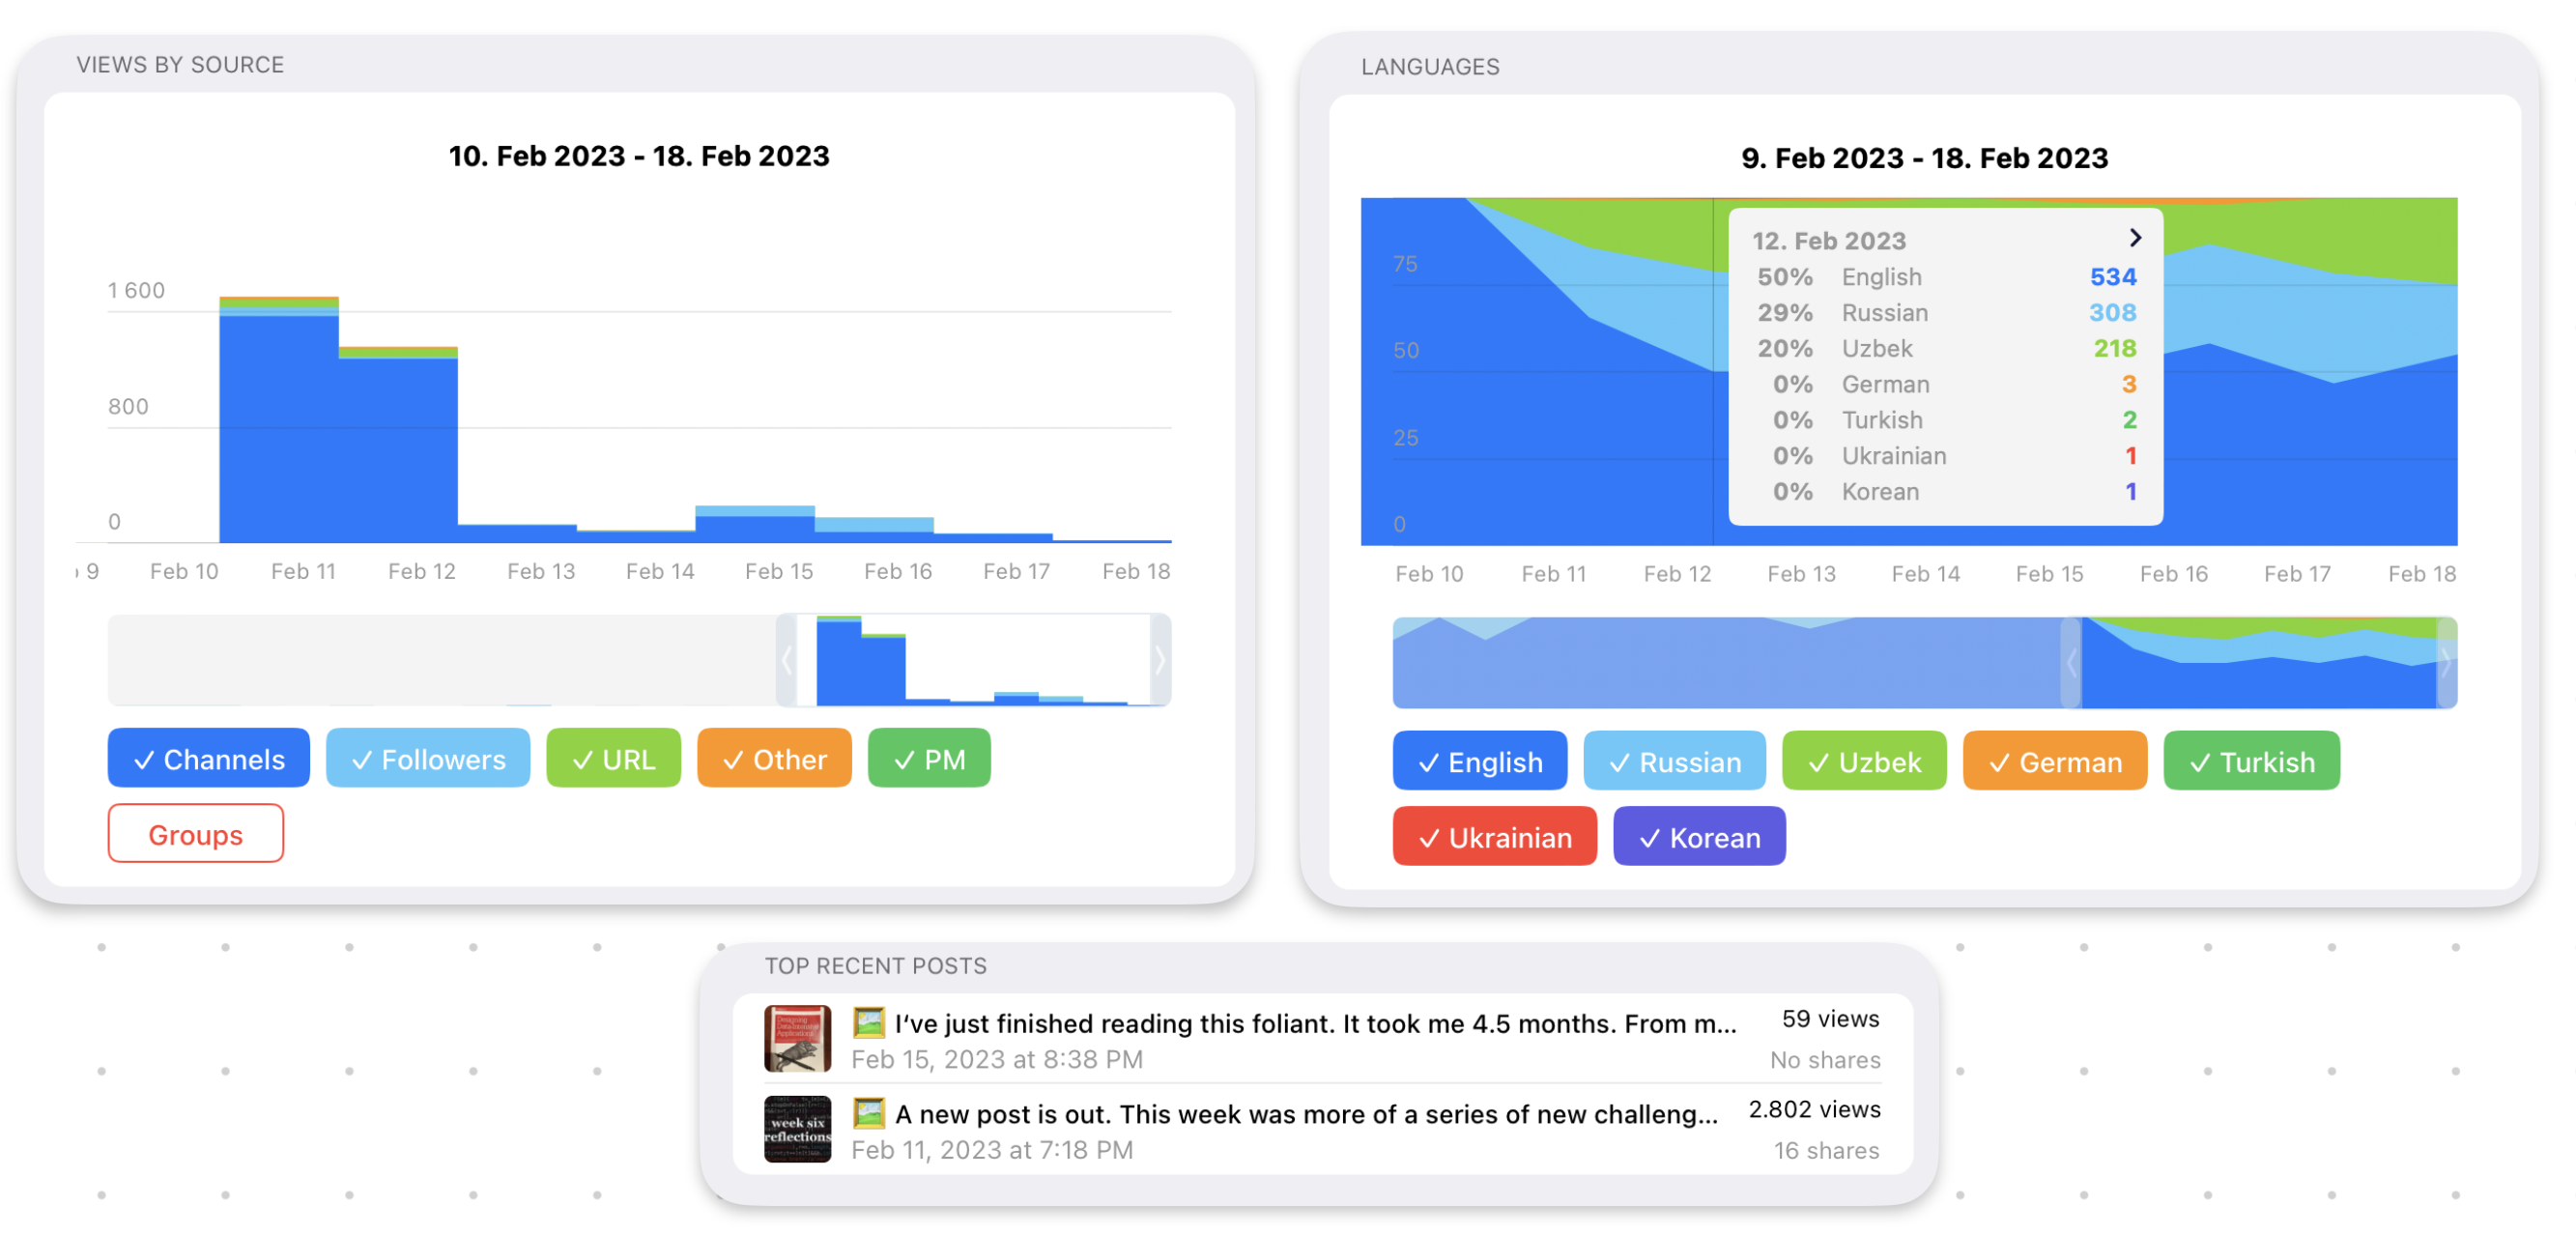 VIEWS BY SOURCE
10. Feb 2023 - 18. Feb 2023
1 600
800
0
9 Feb 10 Feb 11 Feb 12 Feb 13 Feb 14 Feb 15 Feb 16 Feb 17 Feb 18
✓ Channels ✓ Followers ✓ URL ✓ Other ✓ PM
Groups
LANGUAGES
9. Feb 2023 - 18. Feb 2023
75
50
25
0
12. Feb 2023
50% English 534
29% Russian 308
20% Uzbek 218
0% German 3
0% Turkish 2
0% Ukrainian 1
0% Korean 1
Feb 10 Feb 11 Feb 12 Feb 13 Feb 14 Feb 15 Feb 16 Feb 17 Feb 18
✓ English ✓ Russian ✓ Uzbek ✓ German ✓ Turkish
✓ Ukrainian ✓ Korean
TOP RECENT POSTS
Designing
Data-Intensive
Applications
🖼 I‘ve just finished reading this foliant. It took me 4.5 months. From m... 59 views
Feb 15, 2023 at 8:38 PM No shares
week six
reflections
🖼 A new post is out. This week was more of a series of new challeng... 2.802 views
Feb 11, 2023 at 7:18 PM 16 shares